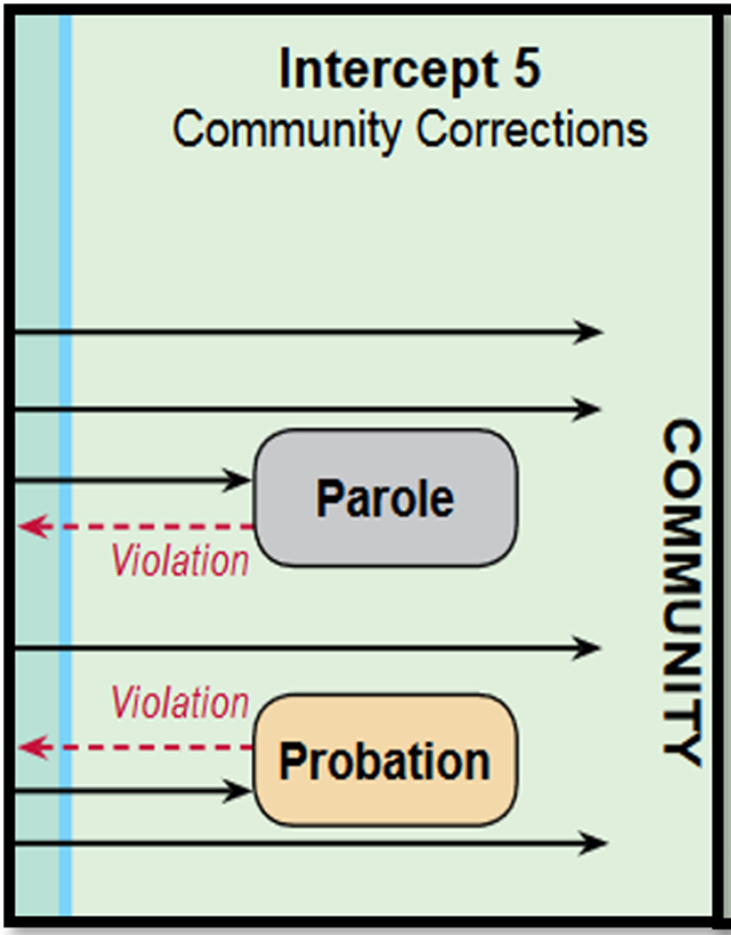 Intercept 5
Community Corrections
Parole
Violation
Violation
Probation
COMMUNITY